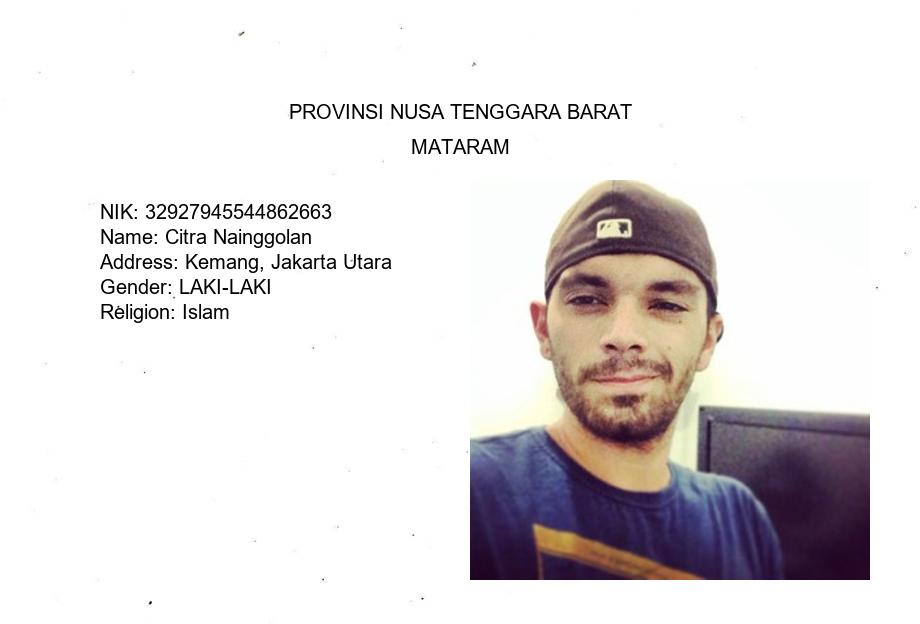 PROVINSI NUSA TENGGARA BARAT
MATARAM
NIK: 32927945544862663
Name: Citra Nainggolan
Address: Kemang, Jakarta Utara
Gender: LAKI-LAKI
Religion: Islam